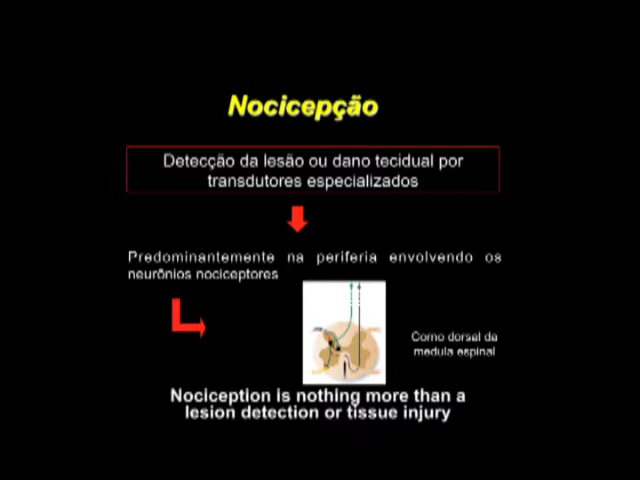 Nocicepção
Detecção da lesão ou dano tecidual por
transdutores especializados
Predominantemente na periferia envolvendo os
neurônios nociceptores
Corno dorsal da
medula espinal
Nociception is nothing more than a
lesion detection or tissue injury